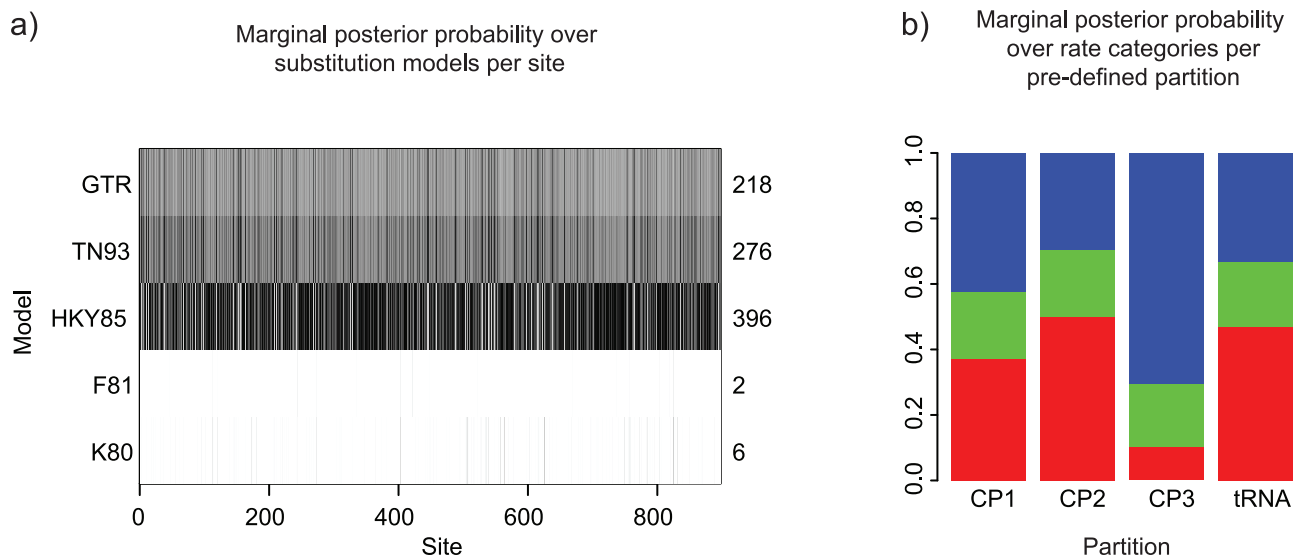 a)
Marginal posterior probability over
substitution models per site
Model
GTR
TN93
HKY85
F81
K80
218
276
396
2
6
0
200
400
600
800
Site
b)
Marginal posterior probability
over rate categories per
pre-defined partition
1.0
0.8
0.6
0.4
0.2
0.0
CP1
CP2
CP3
tRNA
Partition